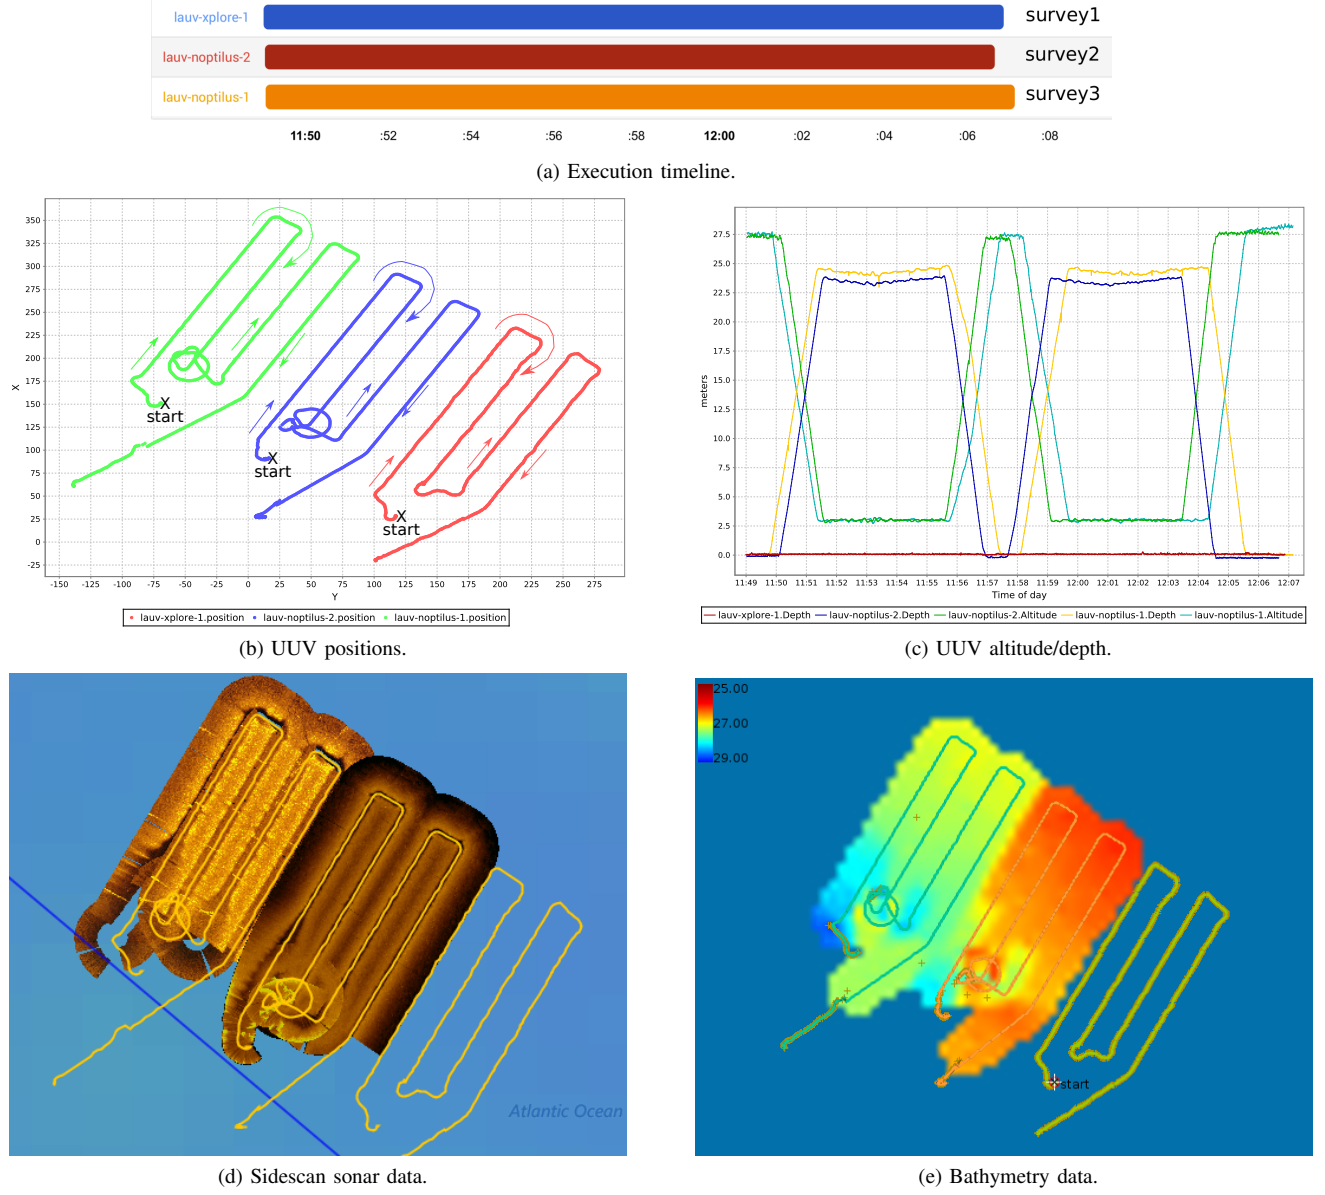 lauv-xplore-1 survey1
lauv-noptilus-2 survey2
lauv-noptilus-1 survey3
11:50 :52 :54 :56 :58 12:00 :02 :04 :06 :08
(a) Execution timeline.
350
325
300
275
250
225
200
175
150
125
100
75
50
25
0
-25
X
X
start
X
start
X
start
-150 -125 -100 -75 -50 -25 0 25 50 75 100 125 150 175 200 225 250 275
Y
lauv-xplore-1.position lauv-noptilus-2.position lauv-noptilus-1.position
(b) UUV positions.
27.5
25.0
22.5
20.0
17.5
15.0
12.5
10.0
7.5
5.0
2.5
0.0
meters
11:49 11:50 11:51 11:52 11:53 11:54 11:55 11:56 11:57 11:58 11:59 12:00 12:01 12:02 12:03 12:04 12:05 12:06 12:07
Time of day
lauv-xplore-1.Depth lauv-noptilus-2.Depth lauv-noptilus-2.Altitude lauv-noptilus-1.Depth lauv-noptilus-1.Altitude
(c) UUV altitude/depth.
Atlantic Ocean
(d) Sidescan sonar data.
25.00
27.00
29.00
start
(e) Bathymetry data.